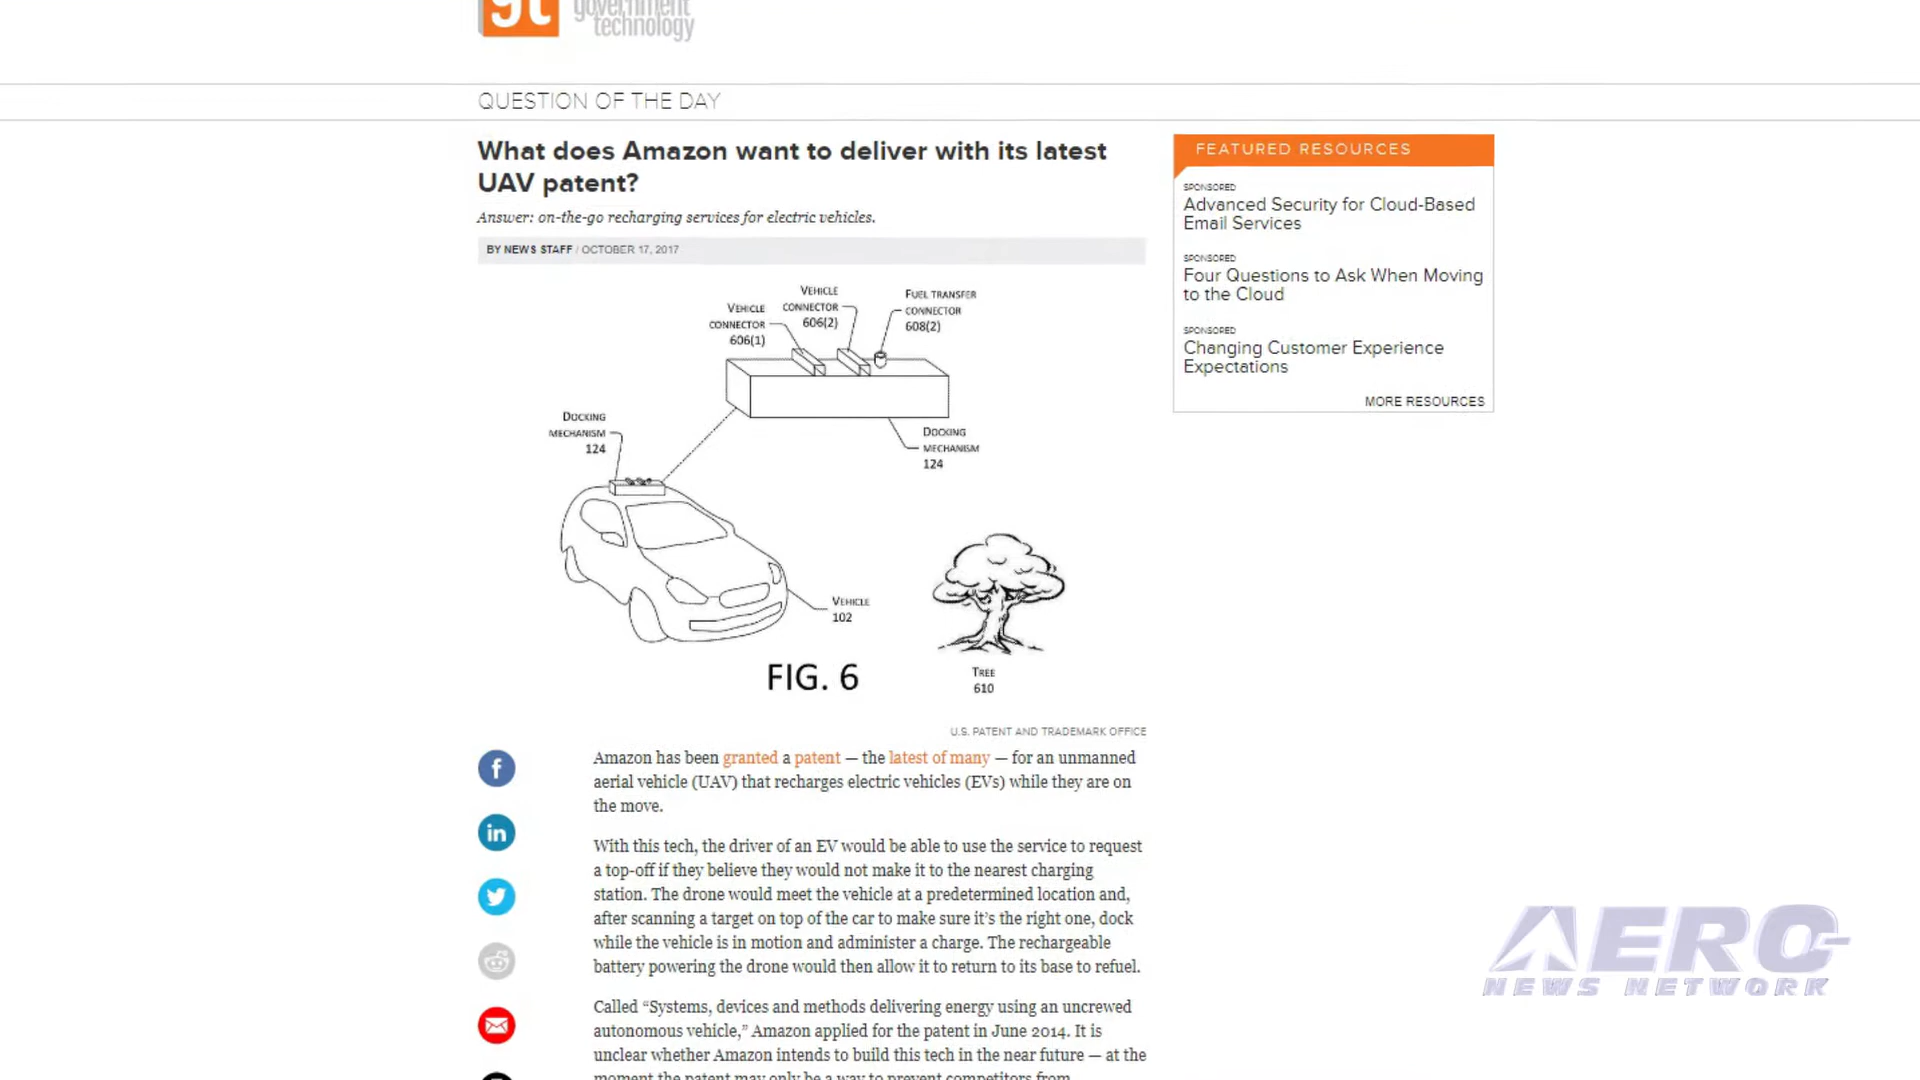 gt government
technology
QUESTION OF THE DAY
What does Amazon want to deliver with its latest
UAV patent?
Answer: on-the-go recharging services for electric vehicles.
BY NEWS STAFF / OCTOBER 17, 2017
VEHICLE
CONNECTOR
606(1)
VEHICLE
CONNECTOR
606(2)
FUEL TRANSFER
CONNECTOR
608(2)
DOCKING
MECHANISM
124
DOCKING
MECHANISM
124
VEHICLE
102
TREE
610
FIG. 6
U.S. PATENT AND TRADEMARK OFFICE
Amazon has been granted a patent — the latest of many — for an unmanned
aerial vehicle (UAV) that recharges electric vehicles (EVs) while they are on
the move.
With this tech, the driver of an EV would be able to use the service to request
a top-off if they believe they would not make it to the nearest charging
station. The drone would meet the vehicle at a predetermined location and,
after scanning a target on top of the car to make sure it’s the right one, dock
while the vehicle is in motion and administer a charge. The rechargeable
battery powering the drone would then allow it to return to its base to refuel.
Called “Systems, devices and methods delivering energy using an uncrewed
autonomous vehicle,” Amazon applied for the patent in June 2014. It is
unclear whether Amazon intends to build this tech in the near future — at the
moment the patent may only be a way to prevent competitors from
FEATURED RESOURCES
SPONSORED
Advanced Security for Cloud-Based
Email Services
SPONSORED
Four Questions to Ask When Moving
to the Cloud
SPONSORED
Changing Customer Experience
Expectations
MORE RESOURCES
AERO
NEWS NETWORK